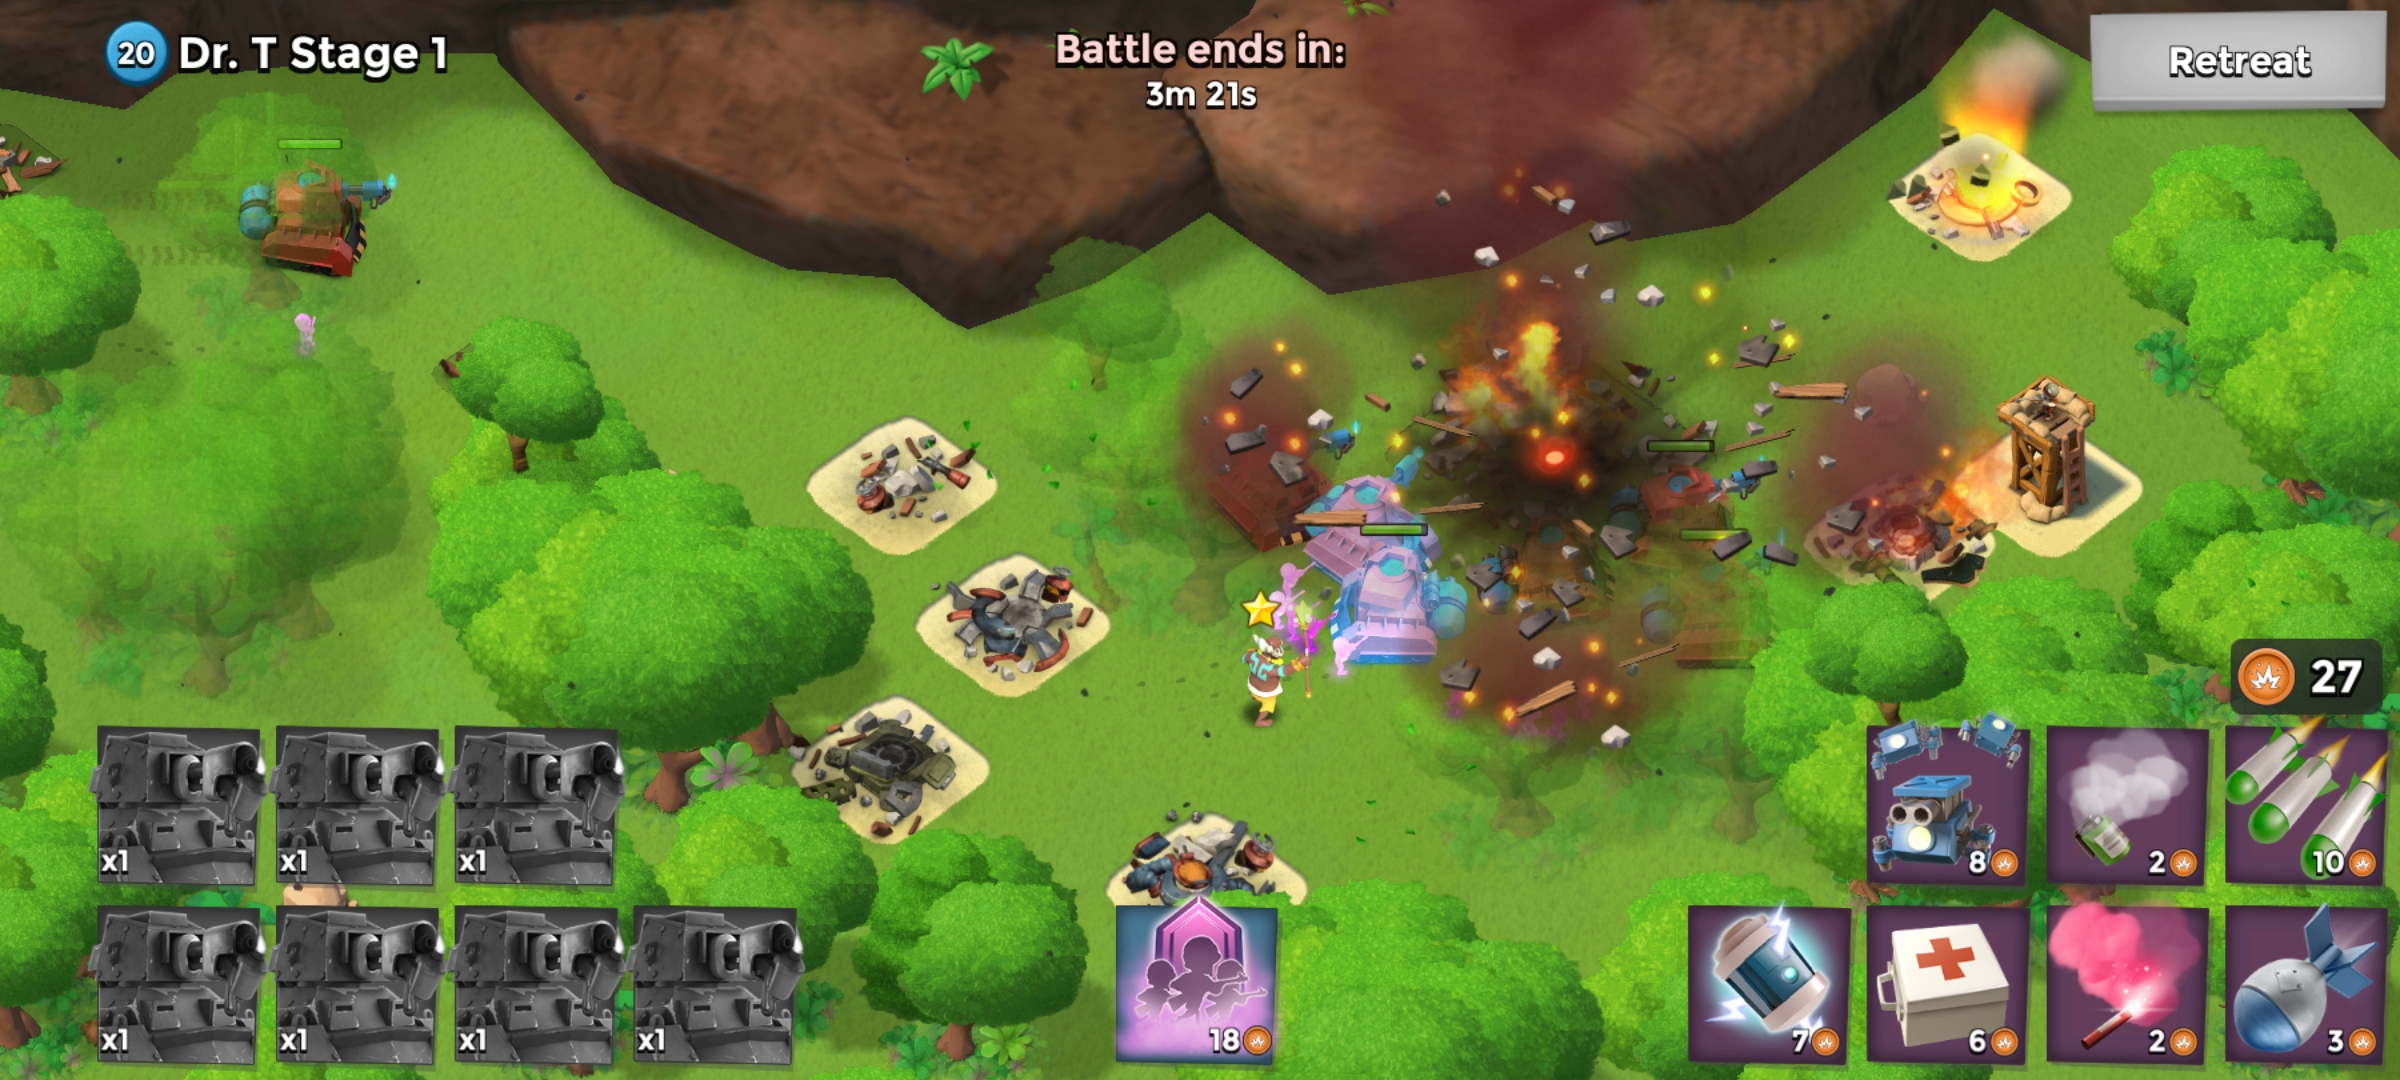 20 Dr. T Stage 1
Battle ends in:
3m 21s
Retreat
27
x1 x1 x1
8 2 10
x1 x1 x1 x1
18
7 6 2 3